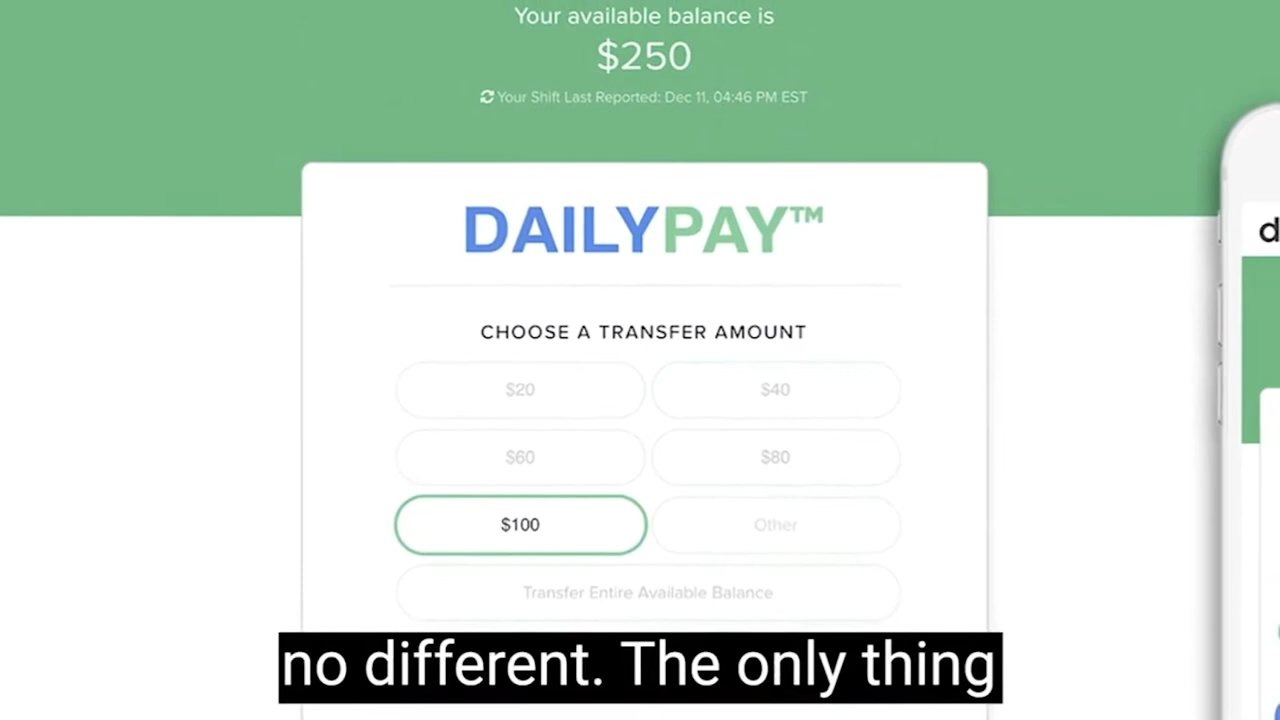 Your available balance is
$250
Your Shift Last Reported: Dec 11, 04:46 PM EST
DAILYPAY™
CHOOSE A TRANSFER AMOUNT
$20
$40
$60
$80
$100
Other
Transfer Entire Available Balance
no different. The only thing
d